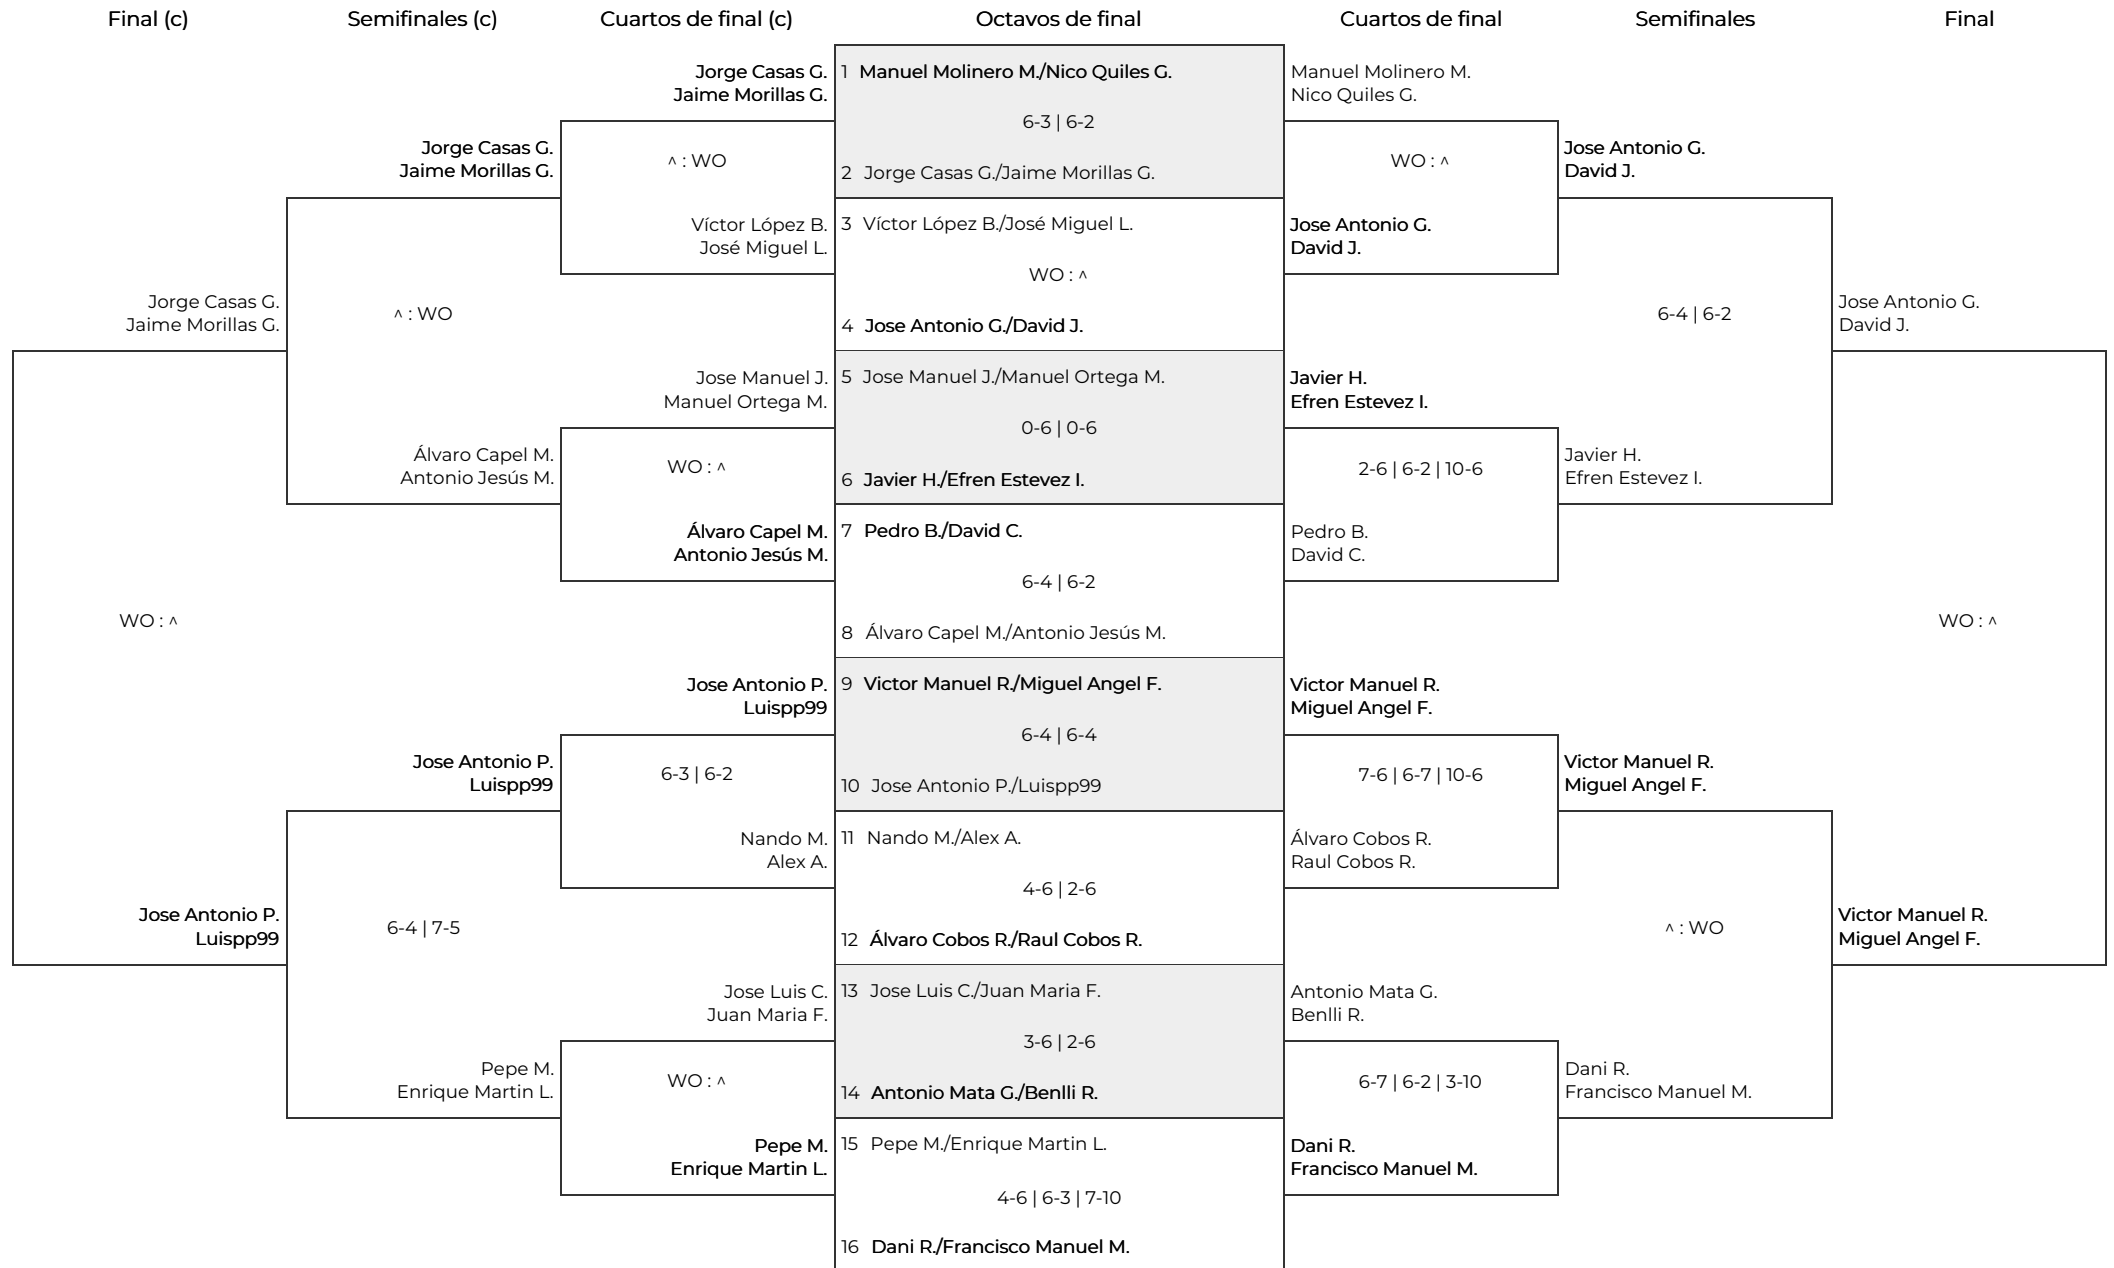 Final (c)
Semifinales (c)
Cuartos de final (c)
Octavos de final
Cuartos de final
Semifinales
Final
Jorge Casas G.
Jaime Morillas G.
WO : ^
Jose Antonio P.
Luispp99
Jorge Casas G.
Jaime Morillas G.
^ : WO
Álvaro Capel M.
Antonio Jesús M.
Jose Antonio P.
Luispp99
6-4 | 7-5
Pepe M.
Enrique Martin L.
Jorge Casas G.
Jaime Morillas G.
^ : WO
Víctor López B.
José Miguel L.
Jose Manuel J.
Manuel Ortega M.
WO : ^
Álvaro Capel M.
Antonio Jesús M.
Jose Antonio P.
Luispp99
6-3 | 6-2
Nando M.
Alex A.
Jose Luis C.
Juan Maria F.
WO : ^
Pepe M.
Enrique Martin L.
1 Manuel Molinero M./Nico Quiles G.
6-3 | 6-2
2 Jorge Casas G./Jaime Morillas G.
3 Víctor López B./José Miguel L.
WO : ^
4 Jose Antonio G./David J.
5 Jose Manuel J./Manuel Ortega M.
0-6 | 0-6
6 Javier H./Efren Estevez I.
7 Pedro B./David C.
6-4 | 6-2
8 Álvaro Capel M./Antonio Jesús M.
9 Victor Manuel R./Miguel Angel F.
6-4 | 6-4
10 Jose Antonio P./Luispp99
11 Nando M./Alex A.
4-6 | 2-6
12 Álvaro Cobos R./Raul Cobos R.
13 Jose Luis C./Juan Maria F.
3-6 | 2-6
14 Antonio Mata G./Benlli R.
15 Pepe M./Enrique Martin L.
4-6 | 6-3 | 7-10
16 Dani R./Francisco Manuel M.
Manuel Molinero M.
Nico Quiles G.
WO : ^
Jose Antonio G.
David J.
Javier H.
Efren Estevez I.
2-6 | 6-2 | 10-6
Pedro B.
David C.
Victor Manuel R.
Miguel Angel F.
7-6 | 6-7 | 10-6
Álvaro Cobos R.
Raul Cobos R.
Antonio Mata G.
Benlli R.
6-7 | 6-2 | 3-10
Dani R.
Francisco Manuel M.
Jose Antonio G.
David J.
6-4 | 6-2
Javier H.
Efren Estevez I.
Victor Manuel R.
Miguel Angel F.
^ : WO
Dani R.
Francisco Manuel M.
Jose Antonio G.
David J.
WO : ^
Victor Manuel R.
Miguel Angel F.